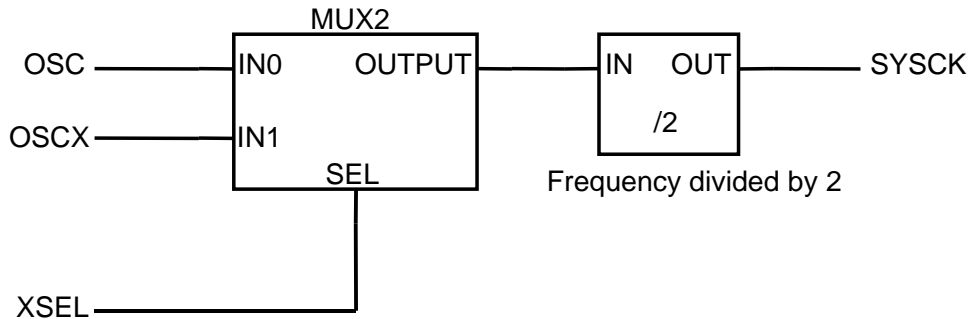 MUX2
OSC
IN0
OUTPUT
IN
OUT
SYSCK
OSCX
IN1
/2
SEL
Frequency divided by 2
XSEL